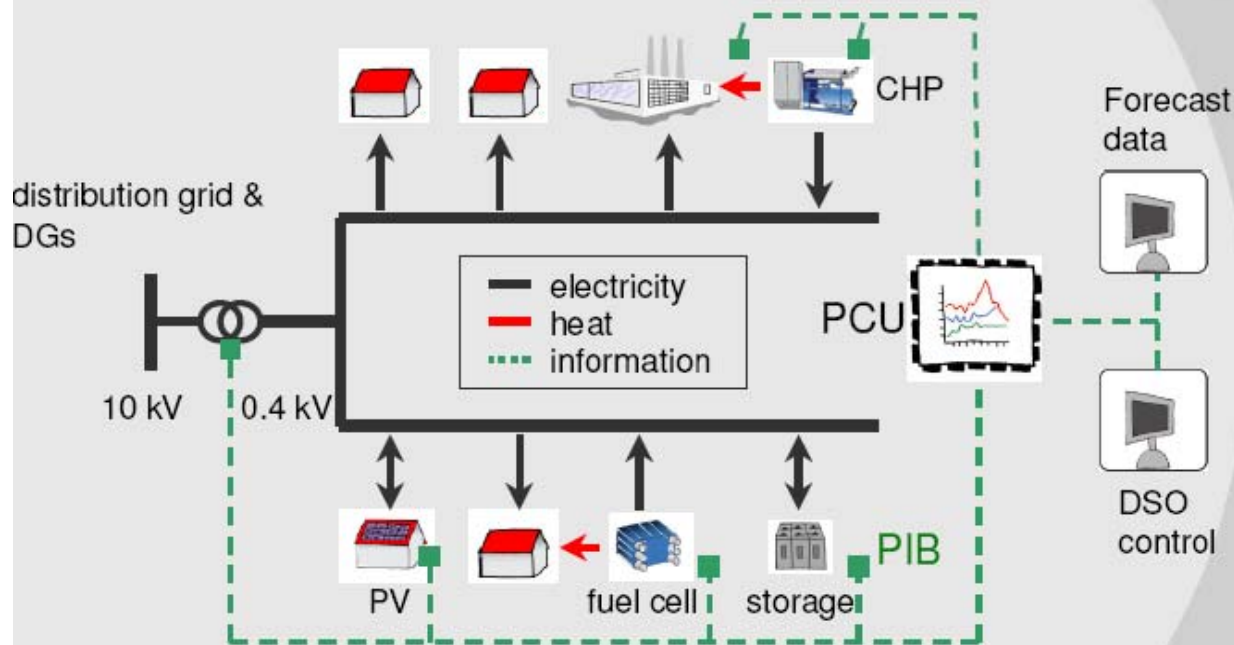 CHP
Forecast
data
distribution grid &
DGs
electricity
heat
information
PCU
10 kV
0.4 kV
PIB
DSO
control
PV
fuel cell
storage